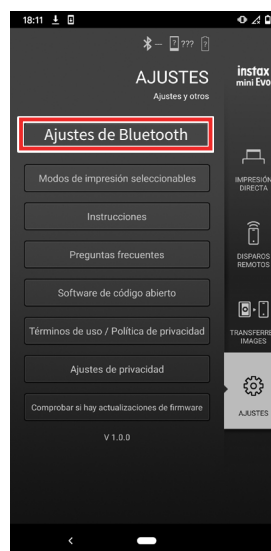 18:11
???
AJUSTES
Ajustes y otros
instax
mini Evo
Ajustes de Bluetooth
Modos de impresión seleccionables
Instrucciones
Preguntas frecuentes
Software de código abierto
Términos de uso / Política de privacidad
Ajustes de privacidad
Comprobar si hay actualizaciones de firmware
V 1.0.0
IMPRESIÓN
DIRECTA
DISPAROS
REMOTOS
TRANSFERRE
IMAGES
AJUSTES